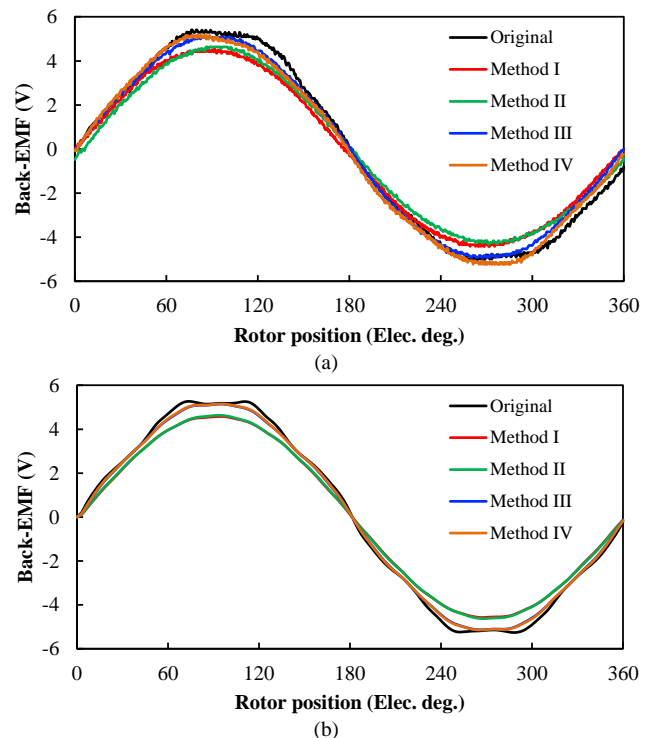 6
4
2
0
-2
-4
-6
Back-EMF (V)
Original
Method I
Method II
Method III
Method IV
0 60 120 180 240 300 360
Rotor position (Elec. deg.)
(a)
6
4
2
0
-2
-4
-6
Back-EMF (V)
Original
Method I
Method II
Method III
Method IV
0 60 120 180 240 300 360
Rotor position (Elec. deg.)
(b)